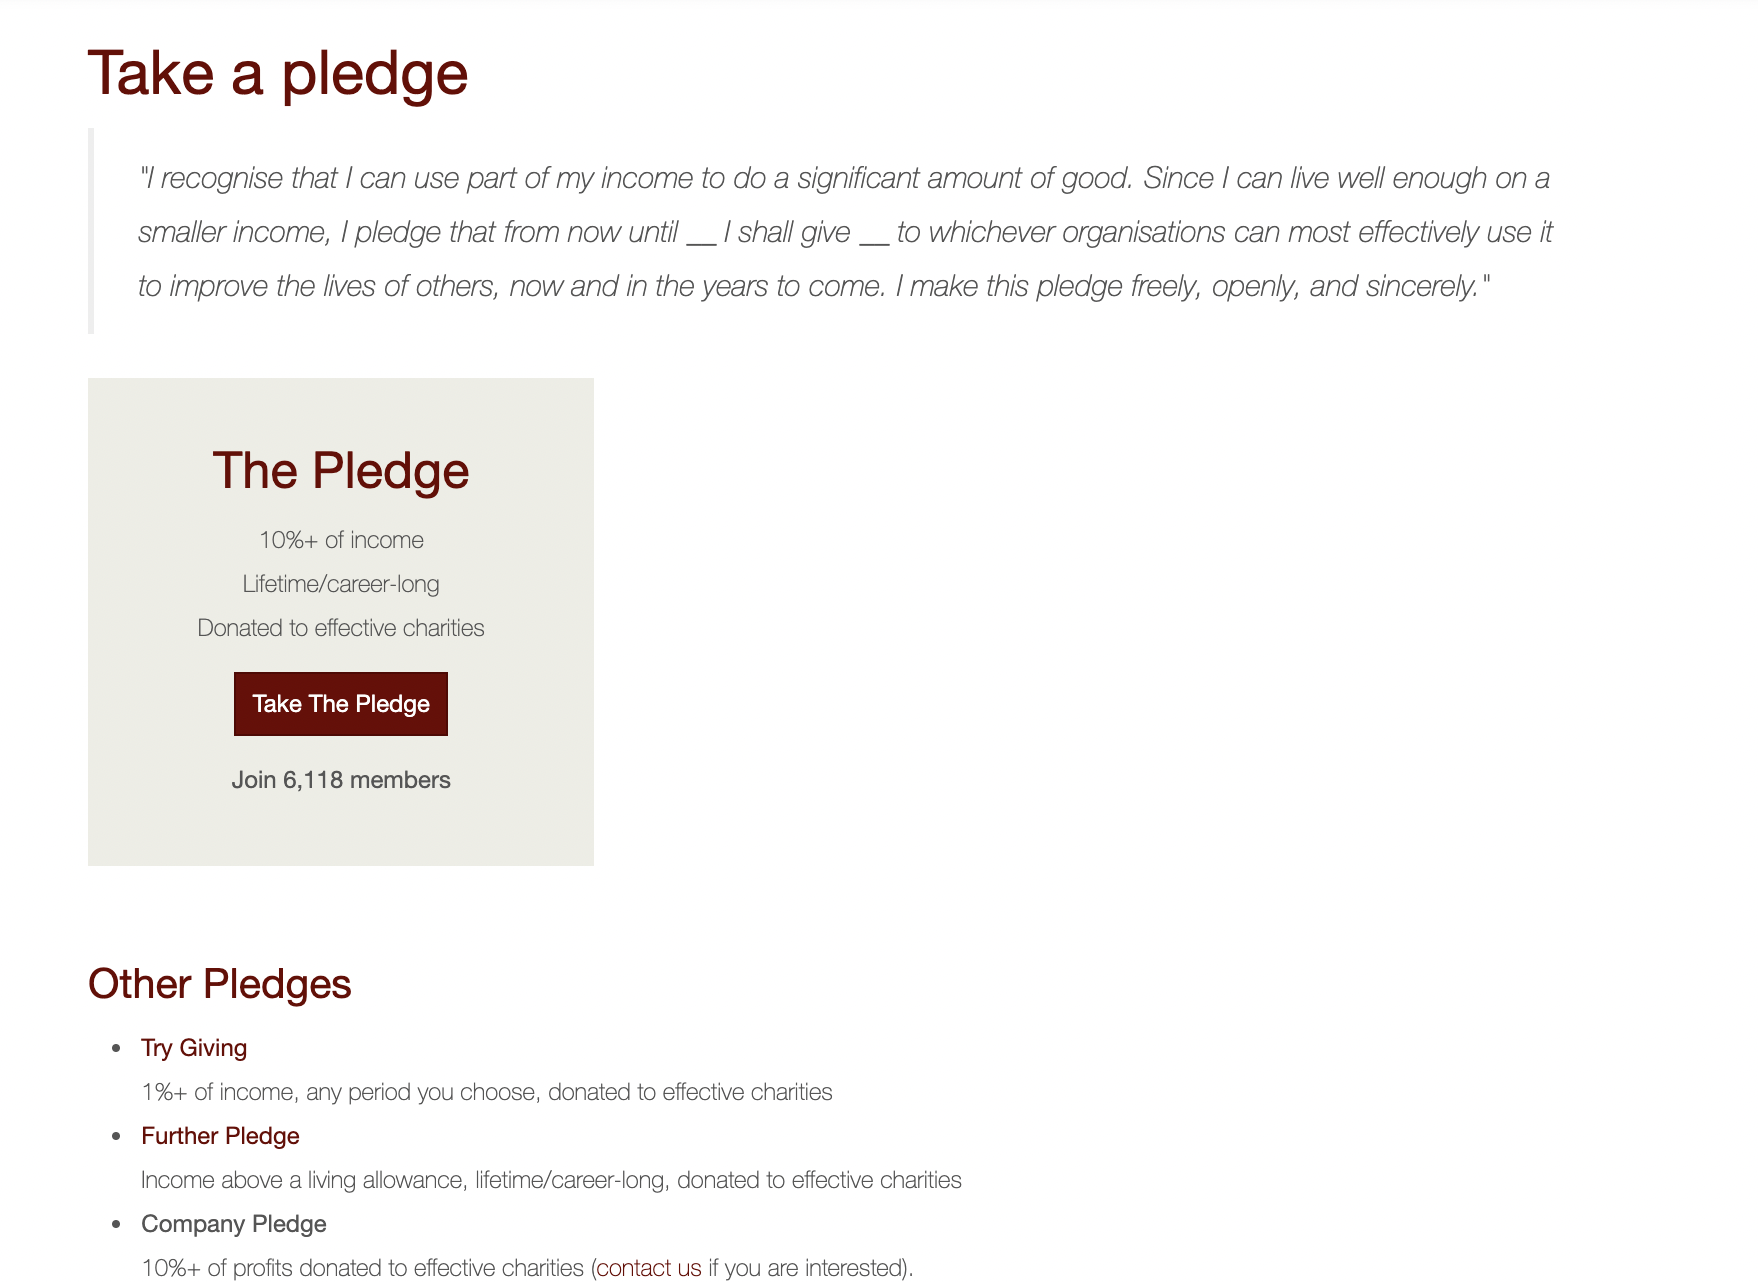 Take a pledge
"I recognise that I can use part of my income to do a significant amount of good. Since I can live well enough on a
smaller income, I pledge that from now until __ I shall give __ to whichever organisations can most effectively use it
to improve the lives of others, now and in the years to come. I make this pledge freely, openly, and sincerely."
The Pledge
10%+ of income
Lifetime/career-long
Donated to effective charities
Take The Pledge
Join 6,118 members
Other Pledges
• Try Giving
1%+ of income, any period you choose, donated to effective charities
• Further Pledge
Income above a living allowance, lifetime/career-long, donated to effective charities
• Company Pledge
10%+ of profits donated to effective charities (contact us if you are interested).